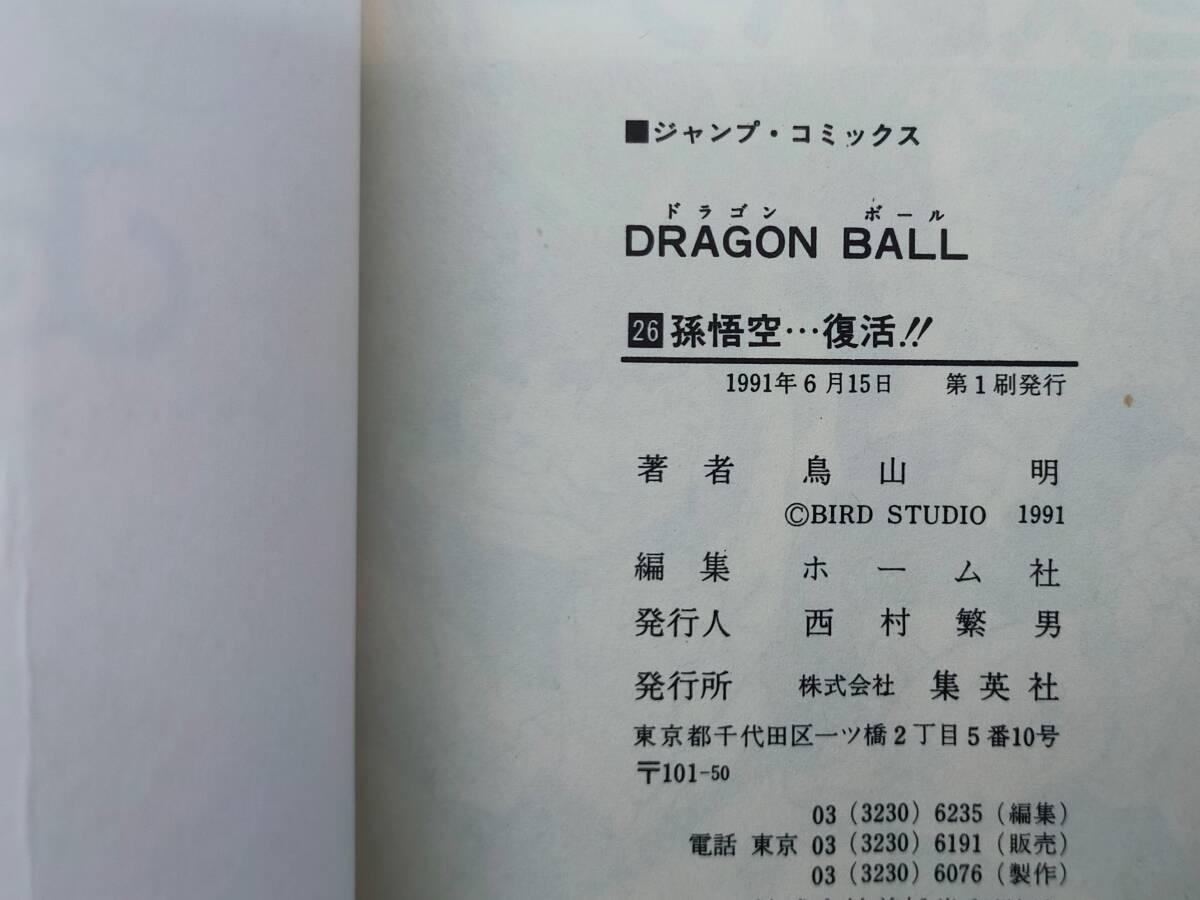 ■ジャンプ・コミックス
ドラゴン ボール
DRAGON BALL
26 孫悟空…復活!!
1991年6月15日 第1刷発行
著者 鳥山 明
©BIRD STUDIO 1991
編集 ホーム社
発行人 西村繁男
発行所 株式会社 集英社
東京都千代田区一ツ橋2丁目5番10号
〒101-50
03 (3230) 6235 (編集)
電話 東京 03 (3230) 6191 (販売)
03 (3230) 6076 (製作)